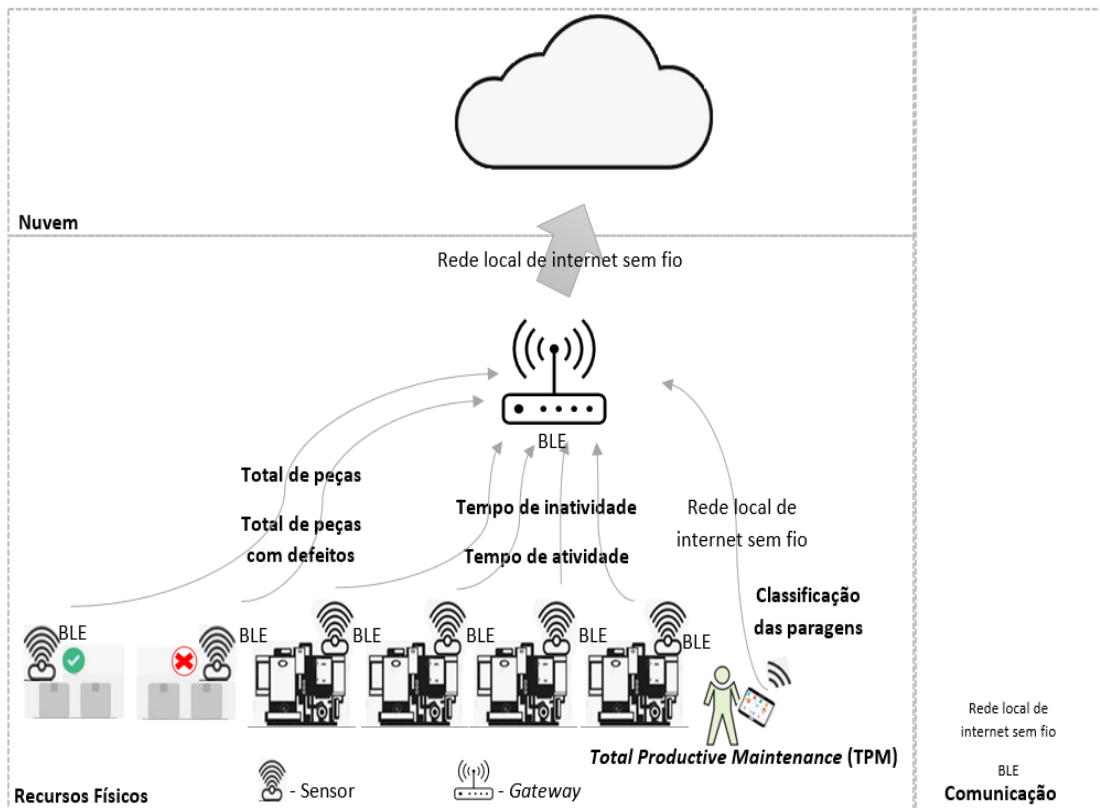 Nuvem
Rede local de internet sem fio
BLE
Total de peças
Total de peças
com defeitos
Tempo de inatividade
Tempo de atividade
Rede local de
internet sem fio
Classificação
das paragens
BLE
BLE
BLE
BLE
BLE
BLE
Total Productive Maintenance (TPM)
Recursos Físicos
- Sensor
- Gateway
Rede local de
internet sem fio
BLE
Comunicação